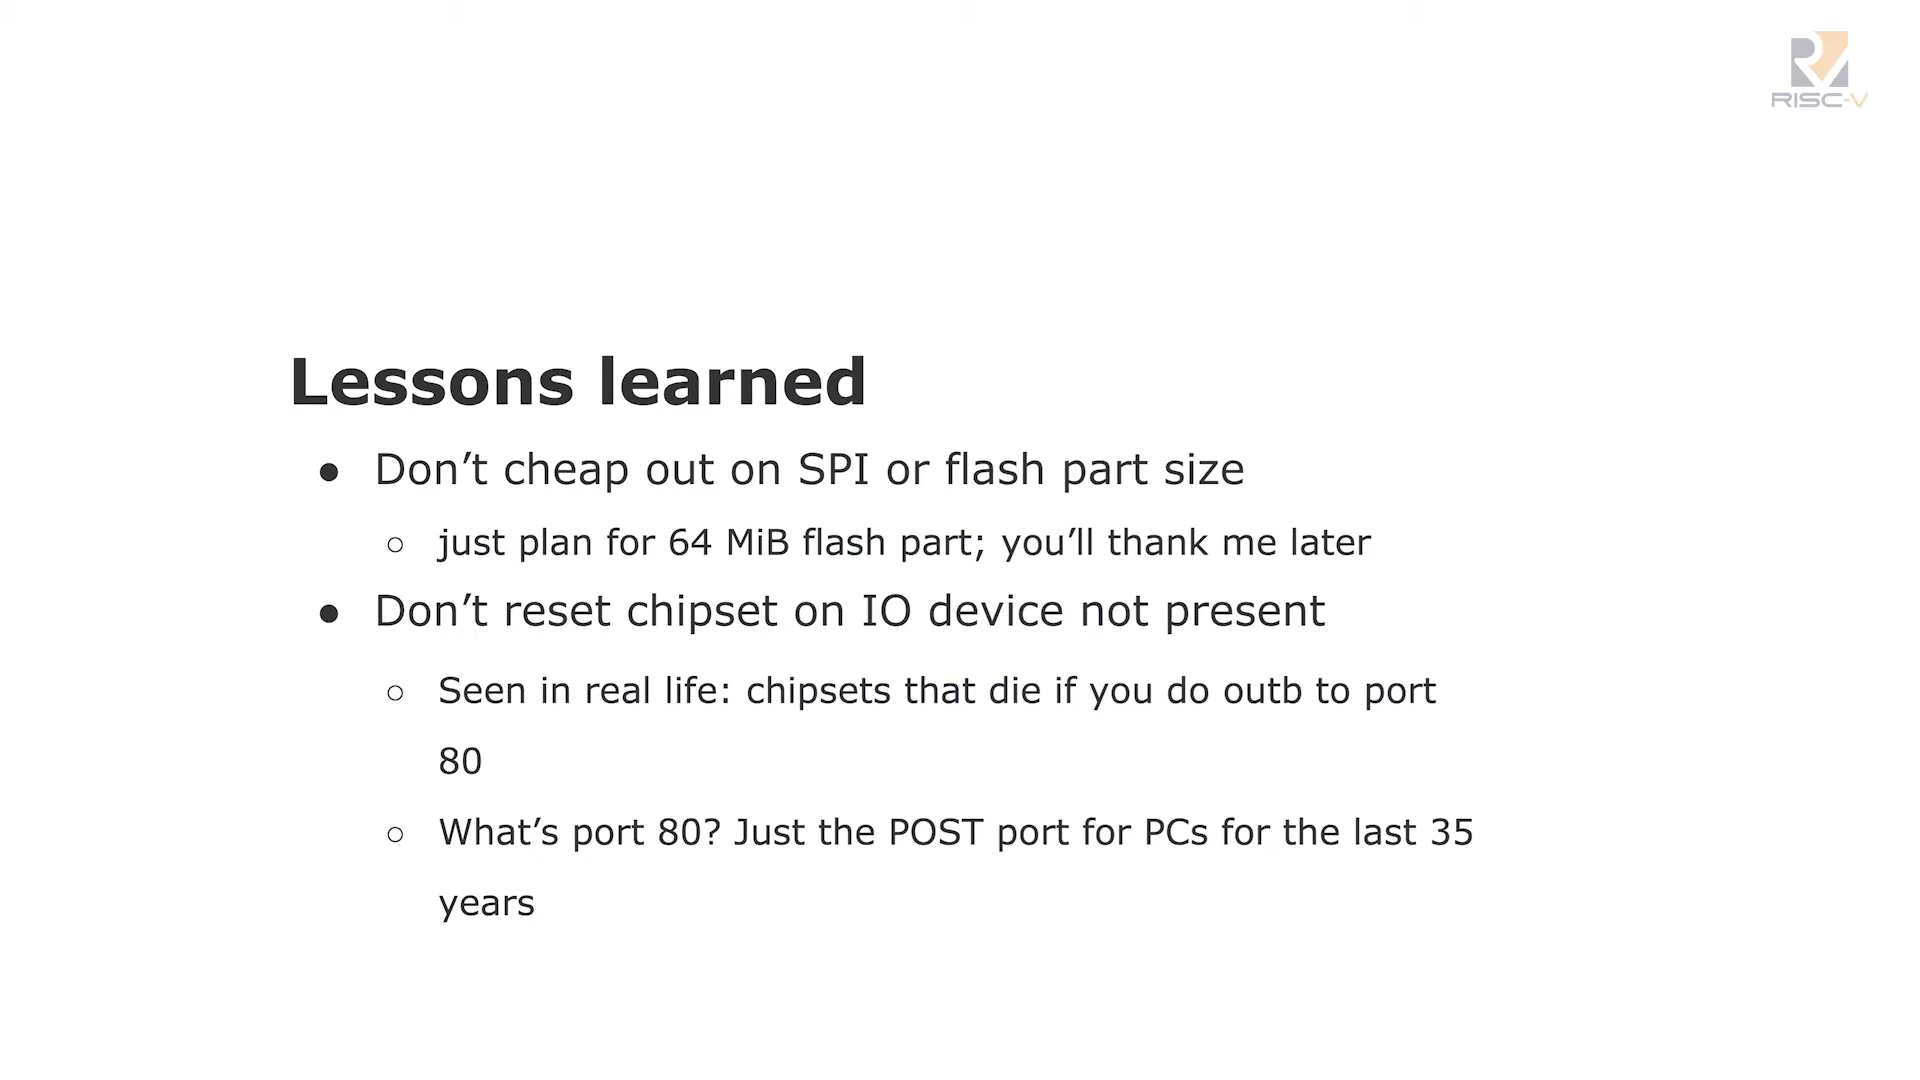 RISC-V
Lessons learned
● Don’t cheap out on SPI or flash part size
○ just plan for 64 MiB flash part; you’ll thank me later
● Don’t reset chipset on IO device not present
○ Seen in real life: chipsets that die if you do outb to port
80
○ What’s port 80? Just the POST port for PCs for the last 35
years